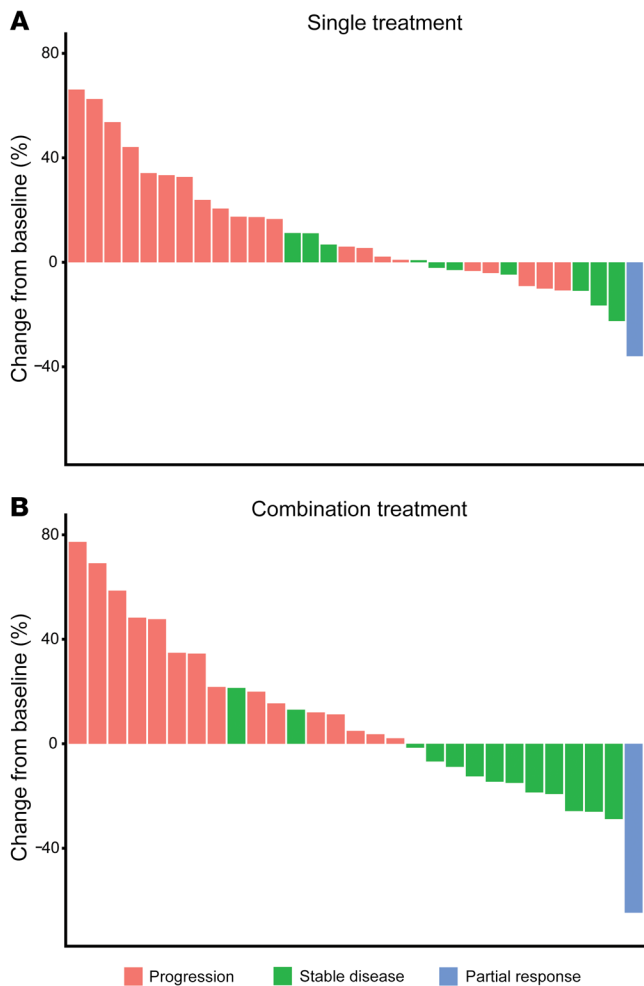 A
Single treatment
Change from baseline (%)
80
40
0
−40
B
Combination treatment
Change from baseline (%)
80
40
0
−40
Progression
Stable disease
Partial response